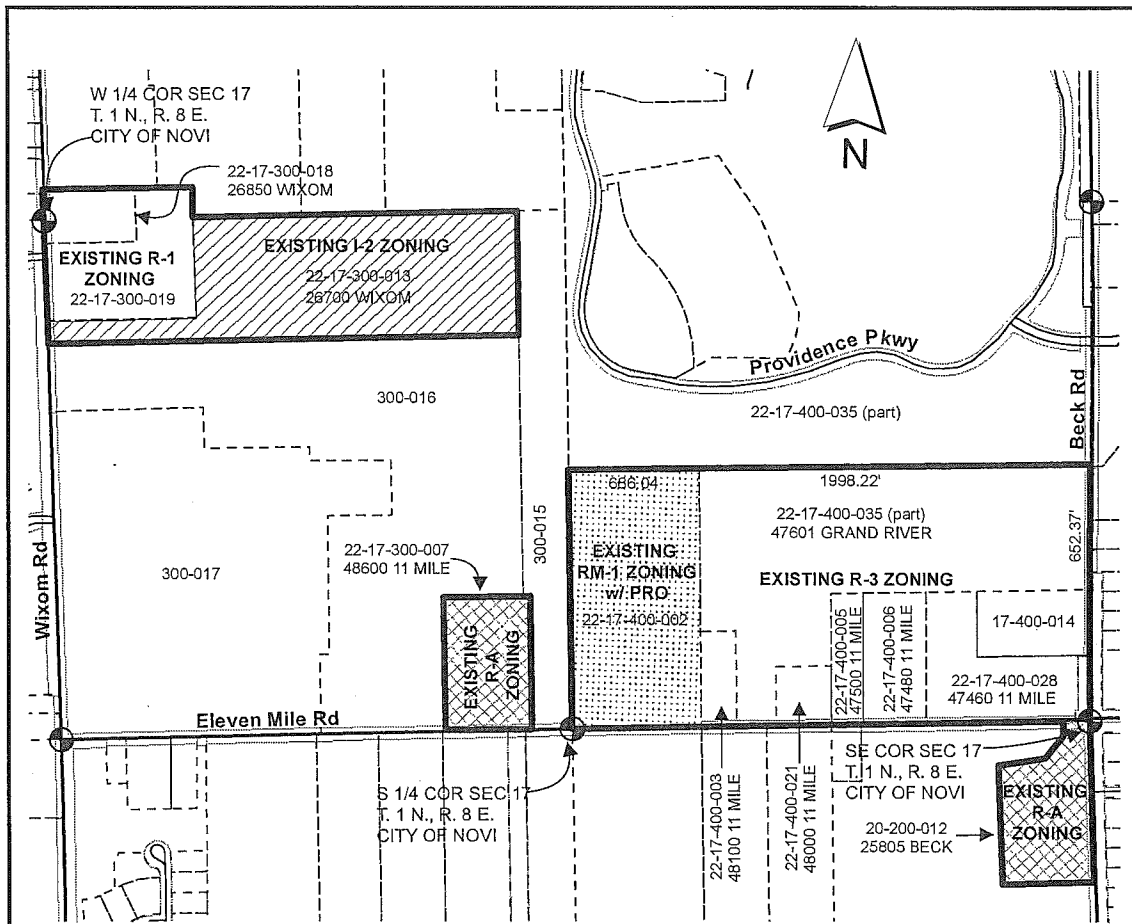 W 1/4 COR SEC 17
T. 1 N., R. 8 E.
CITY OF NOVI
N
22-17-300-018
26850 WIXOM
EXISTING R-1
ZONING
22-17-300-019
EXISTING I-2 ZONING
22-17-300-013
26700 WIXOM
Providence Pkwy
Beck Rd
300-016
22-17-400-035 (part)
666.04
1998.22'
22-17-400-035 (part)
47601 GRAND RIVER
652.37'
300-015
Wixom Rd
300-017
22-17-300-007
48600 11 MILE
EXISTING
RM-1 ZONING
w/ PRO
22-17-400-002
EXISTING R-3 ZONING
EXISTING
R-A
ZONING
22-17-400-005
47500 11 MILE
22-17-400-006
47480 11 MILE
17-400-014
22-17-400-028
47460 11 MILE
Eleven Mile Rd
S 1/4 COR SEC 17
T. 1 N., R. 8 E.
CITY OF NOVI
22-17-400-003
48100 11 MILE
22-17-400-021
48000 11 MILE
SE COR SEC 17
T. 1 N., R. 8 E.
CITY OF NOVI
20-200-012
25805 BECK
EXISTING
R-A
ZONING